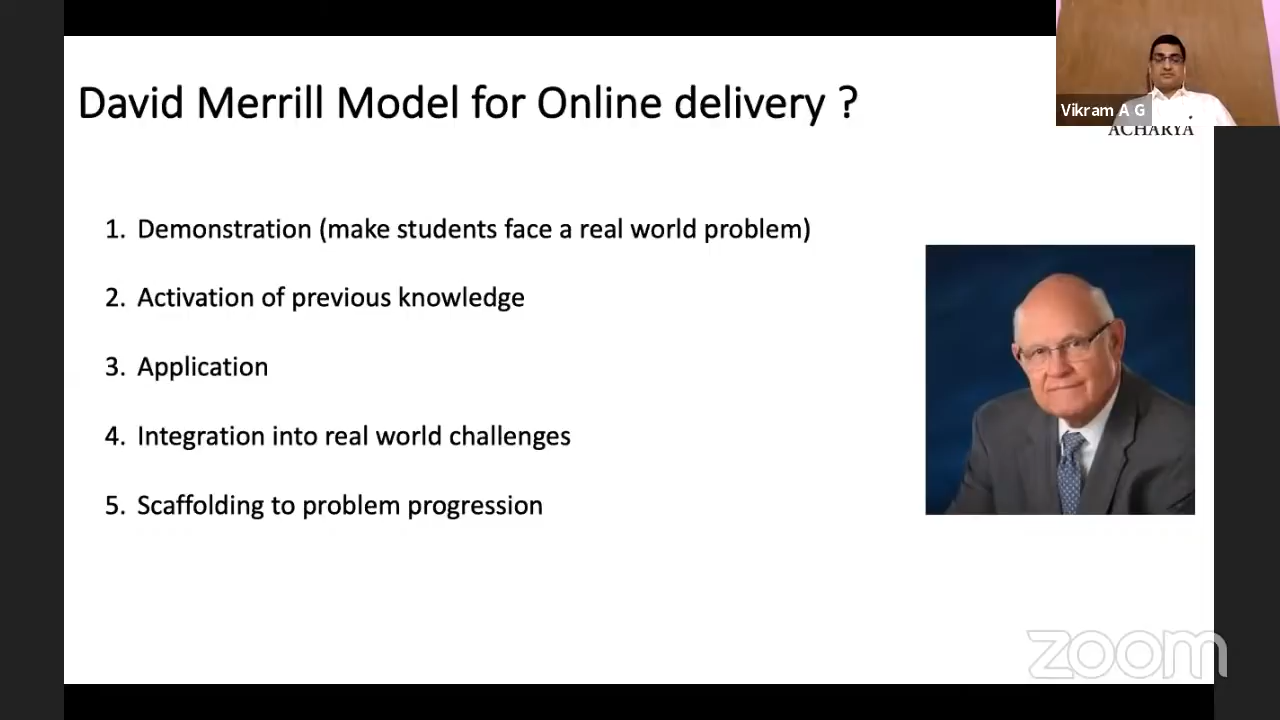 David Merrill Model for Online delivery ?
Vikram A G
ACHARYA
1. Demonstration (make students face a real world problem)
2. Activation of previous knowledge
3. Application
4. Integration into real world challenges
5. Scaffolding to problem progression
zoom